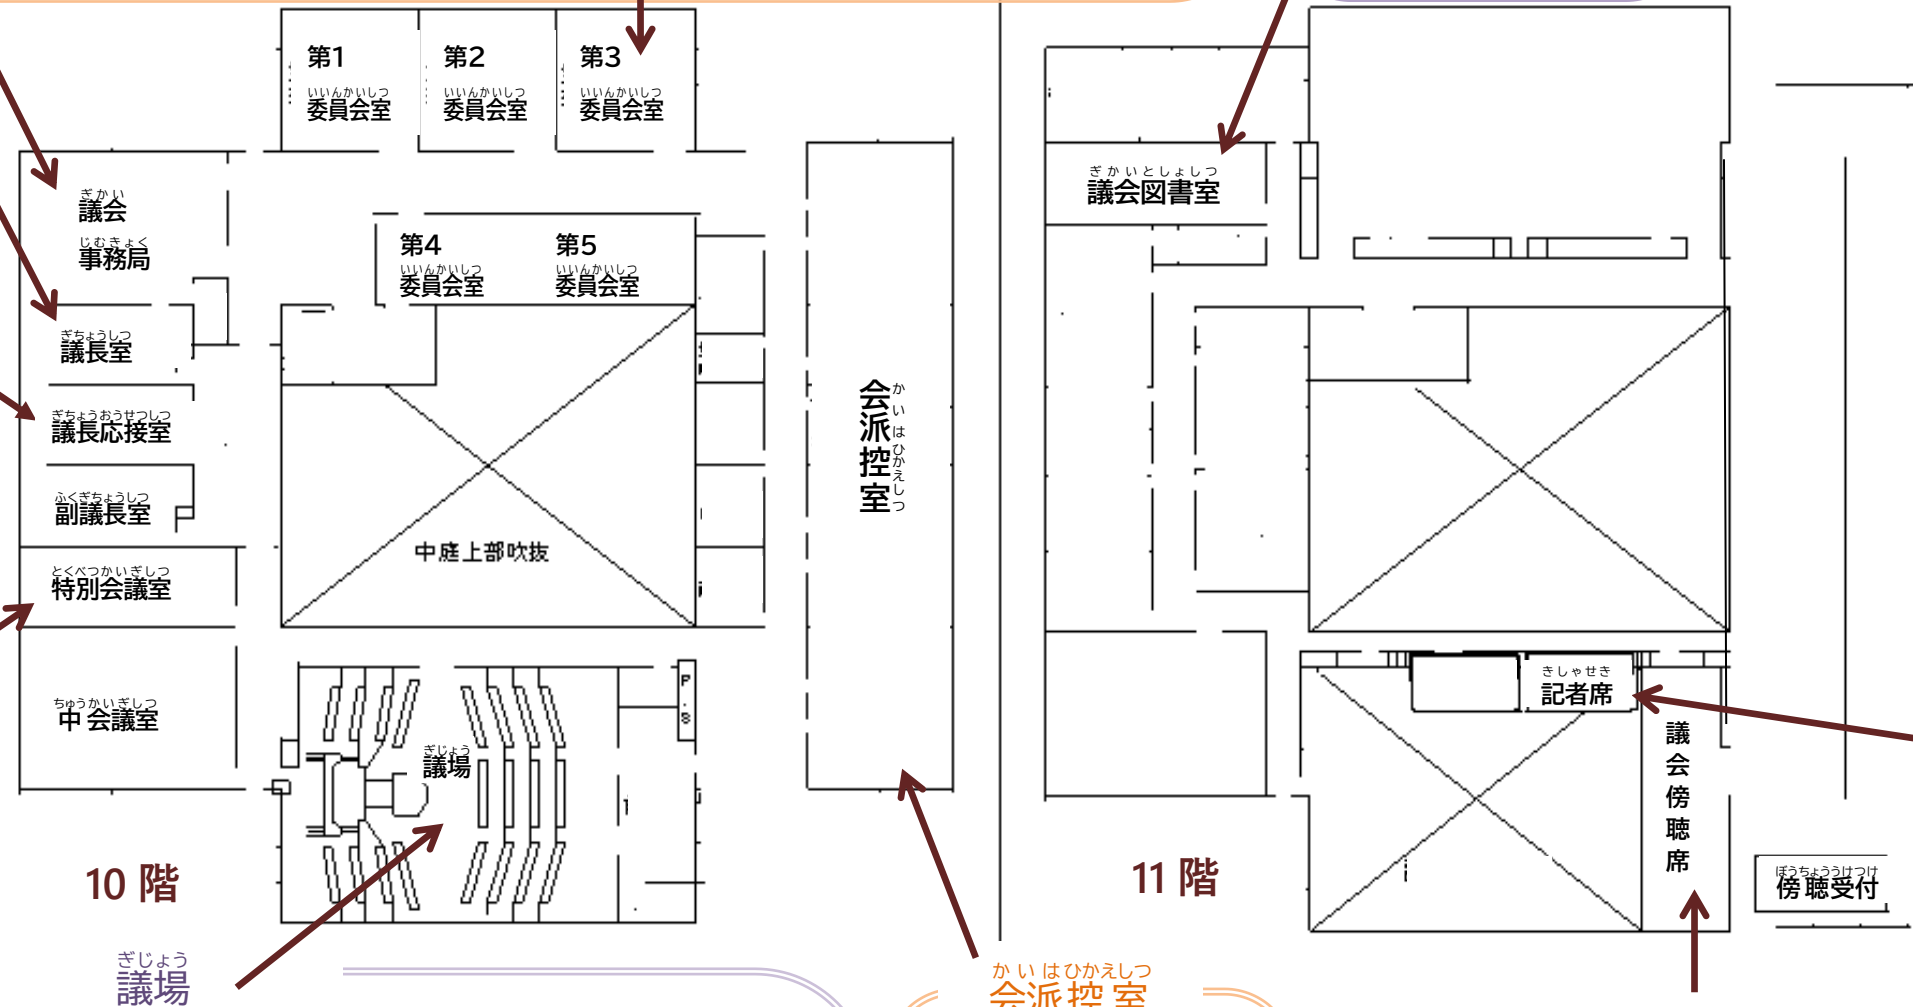 第1
いいんかいしつ
委員会室
第2
いいんかいしつ
委員会室
第3
いいんかいしつ
委員会室
ぎかい
議会
じむきょく
事務局
第4
いいんかいしつ
委員会室
第5
いいんかいしつ
委員会室
ぎちょうしつ
議長室
ぎちょうおうせつしつ
議長応接室
ふくぎちょうしつ
副議長室
とくべつかいぎしつ
特別会議室
ちゅうかいぎしつ
中会議室
中庭上部吹抜
かいはひかえしつ
会派控室
ぎじょう
議場
P
S
10階
ぎじょう
議場
かいはひかえしつ
会派控室
ぎかいとしょしつ
議会図書室
きしゃせき
記者席
議会傍聴席
ぼうちょううけつけ
傍聴受付
11階